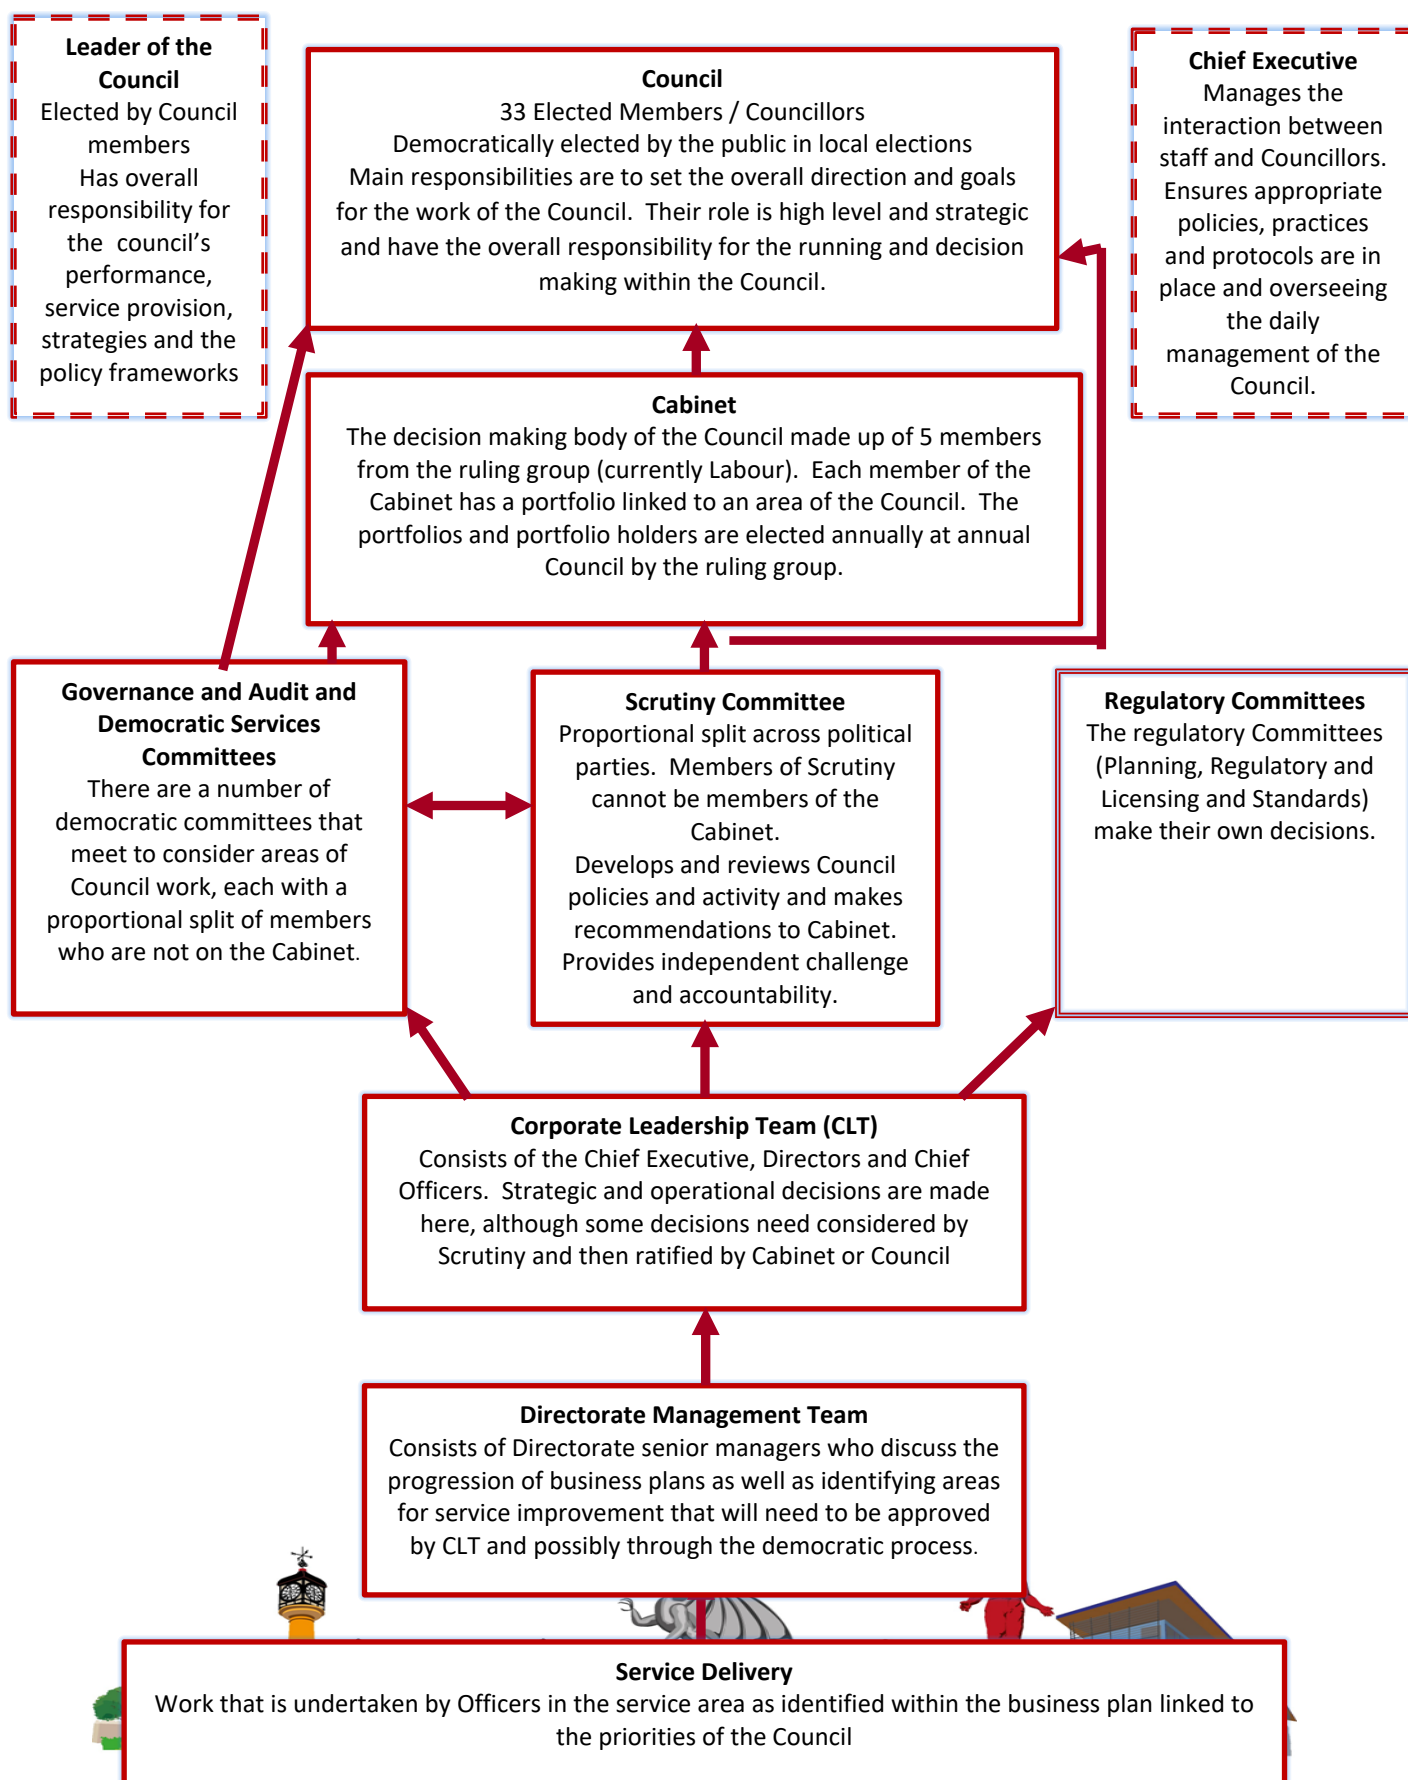 Leader of the
Council
Elected by Council
members
Has overall
responsibility for
the council’s
performance,
service provision,
strategies and the
policy frameworks
Council
33 Elected Members / Councillors
Democratically elected by the public in local elections
Main responsibilities are to set the overall direction and goals
for the work of the Council. Their role is high level and strategic
and have the overall responsibility for the running and decision
making within the Council.
Chief Executive
Manages the
interaction between
staff and Councillors.
Ensures appropriate
policies, practices
and protocols are in
place and overseeing
the daily
management of the
Council.
Cabinet
The decision making body of the Council made up of 5 members
from the ruling group (currently Labour). Each member of the
Cabinet has a portfolio linked to an area of the Council. The
portfolios and portfolio holders are elected annually at annual
Council by the ruling group.
Governance and Audit and
Democratic Services
Committees
There are a number of
democratic committees that
meet to consider areas of
Council work, each with a
proportional split of members
who are not on the Cabinet.
Scrutiny Committee
Proportional split across political
parties. Members of Scrutiny
cannot be members of the
Cabinet.
Develops and reviews Council
policies and activity and makes
recommendations to Cabinet.
Provides independent challenge
and accountability.
Regulatory Committees
The regulatory Committees
(Planning, Regulatory and
Licensing and Standards)
make their own decisions.
Corporate Leadership Team (CLT)
Consists of the Chief Executive, Directors and Chief
Officers. Strategic and operational decisions are made
here, although some decisions need considered by
Scrutiny and then ratified by Cabinet or Council
Directorate Management Team
Consists of Directorate senior managers who discuss the
progression of business plans as well as identifying areas
for service improvement that will need to be approved
by CLT and possibly through the democratic process.
Service Delivery
Work that is undertaken by Officers in the service area as identified within the business plan linked to
the priorities of the Council